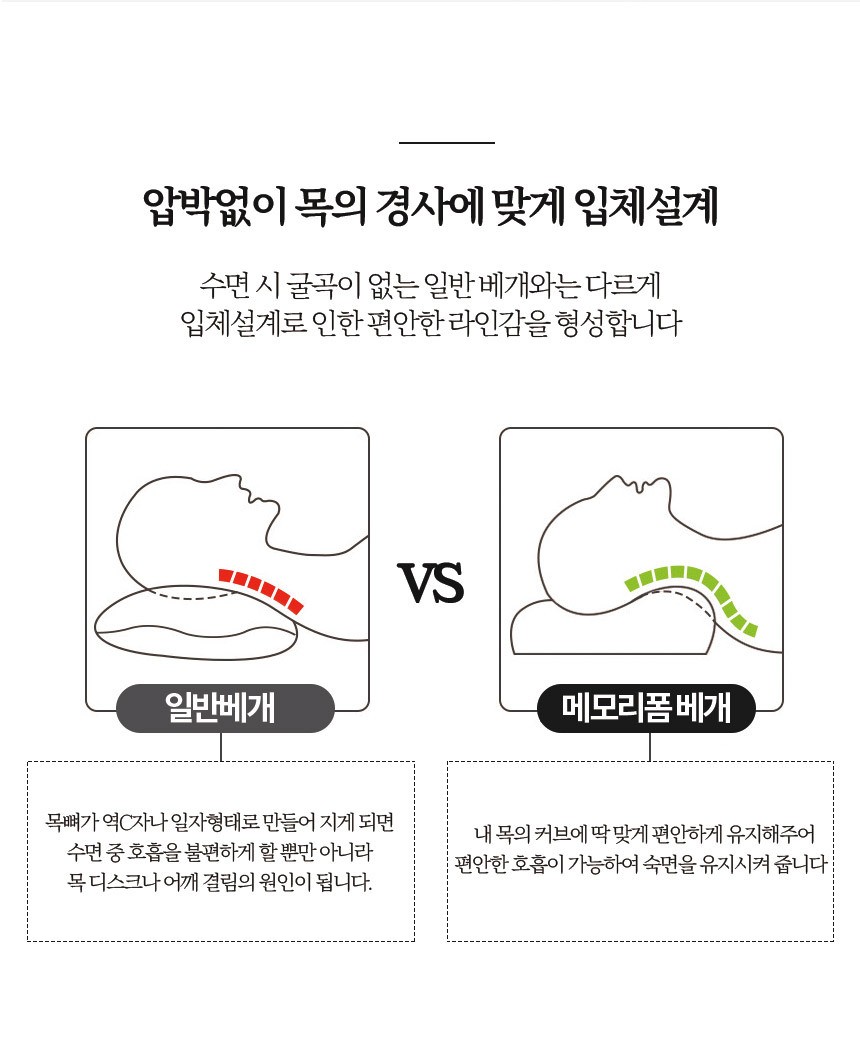 압박없이 목의 경사에 맞게 입체설계
수면 시 굴곡이 없는 일반 베개와는 다르게
입체설계로 인한 편안한 라인감을 형성합니다
VS
일반베개
메모리폼 베개
목뼈가 역C자나 일자형태로 만들어 지게 되면
수면 중 호흡을 불편하게 할 뿐만 아니라
목 디스크나 어깨 결림의 원인이 됩니다.
내 목의 커브에 딱 맞게 편안하게 유지해주어
편안한 호흡이 가능하여 숙면을 유지시켜 줍니다